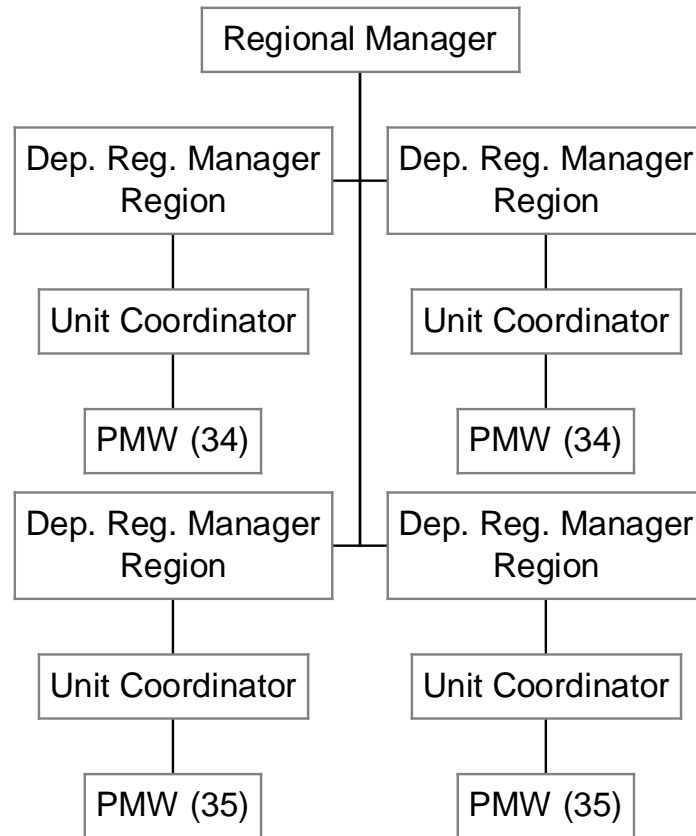 Regional Manager
Dep. Reg. Manager
Region
Dep. Reg. Manager
Region
Unit Coordinator
Unit Coordinator
PMW (34)
PMW (34)
Dep. Reg. Manager
Region
Dep. Reg. Manager
Region
Unit Coordinator
Unit Coordinator
PMW (35)
PMW (35)